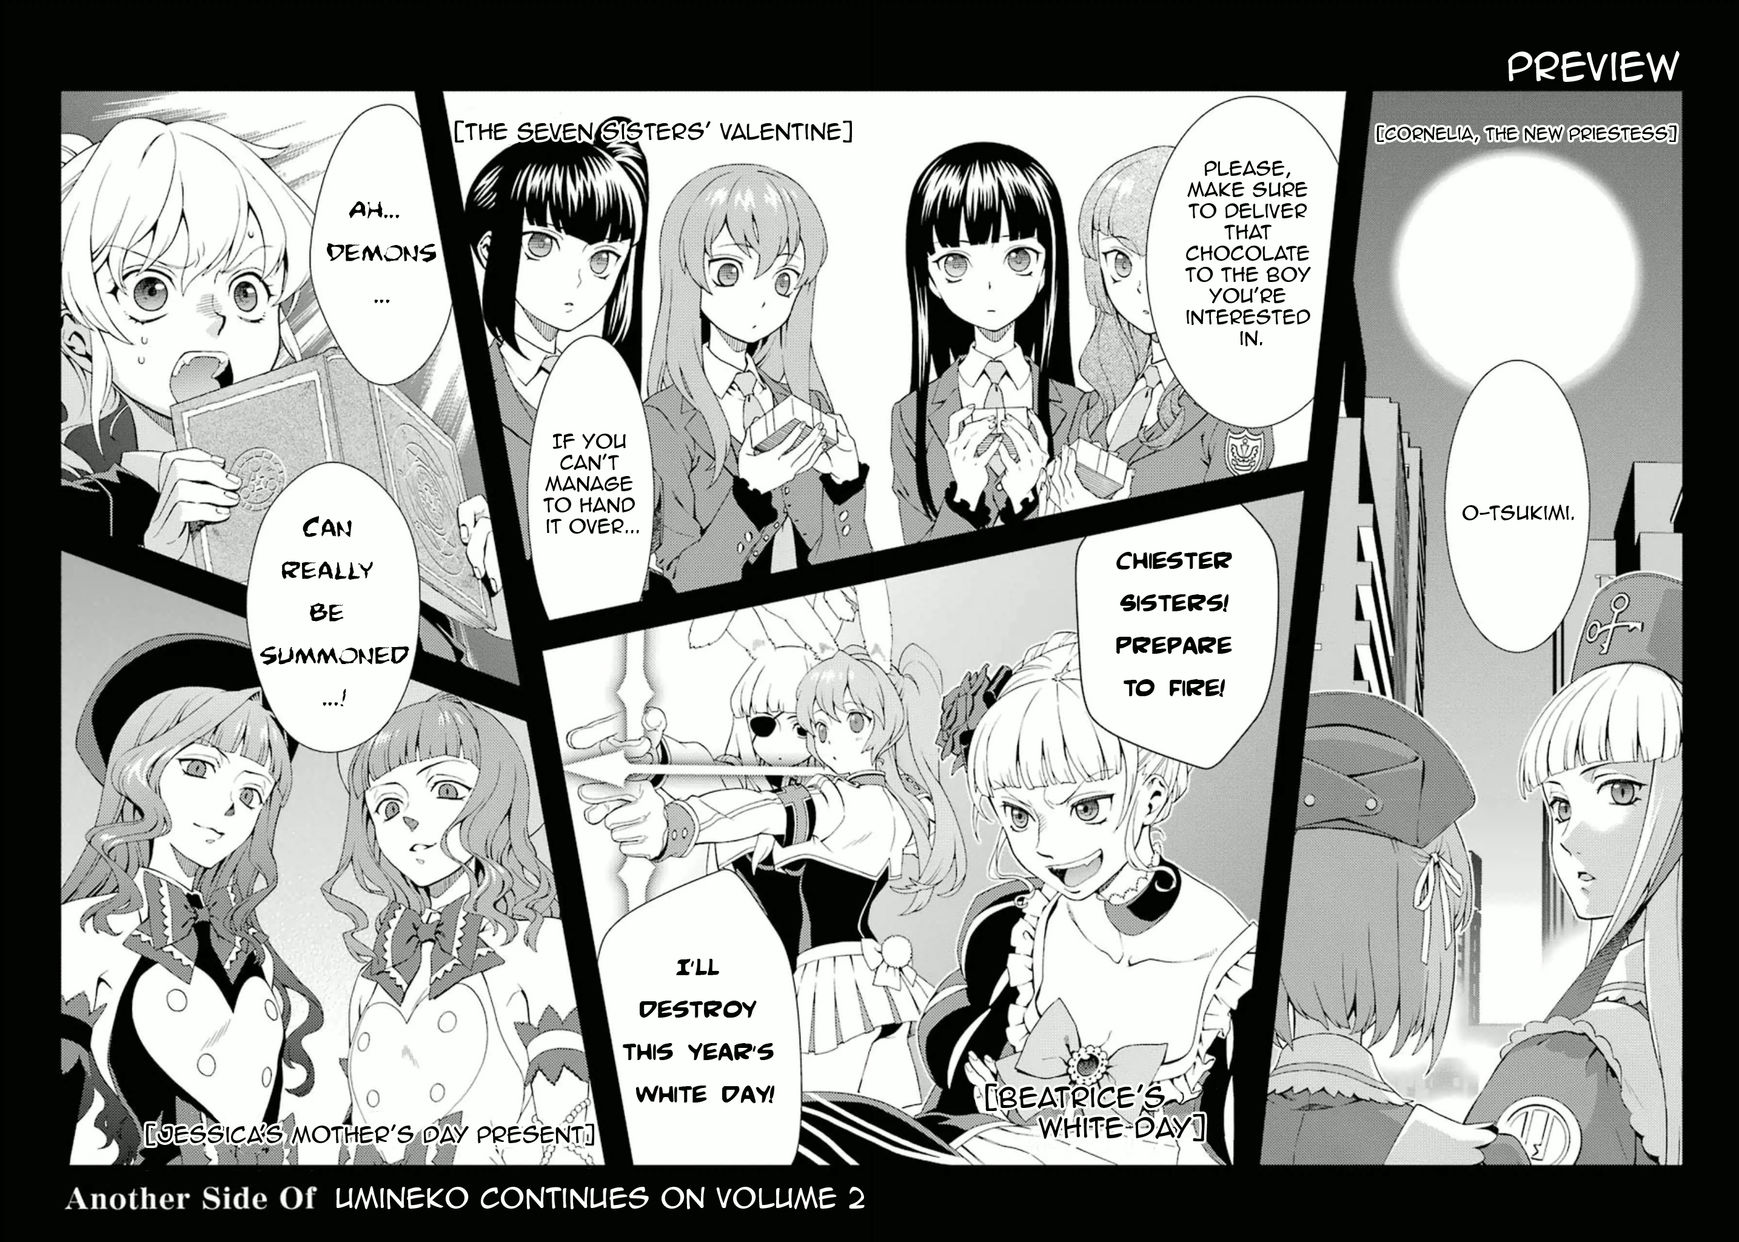 PREVIEW
[CORNELIA, THE NEW PRIESTESS]
O-TSUKIMI.
[THE SEVEN SISTERS' VALENTINE]
PLEASE,
MAKE SURE
TO DELIVER
THAT
CHOCOLATE
TO THE BOY
YOU'RE
INTERESTED
IN.
IF YOU
CAN'T
MANAGE
TO HAND
IT OVER...
CHIESTER
SISTERS!
PREPARE
TO FIRE!
I'LL
DESTROY
THIS YEAR'S
WHITE DAY!
[BEATRICE'S
WHITE DAY]
AH...
DEMONS
...
CAN
REALLY
BE
SUMMONED
...!
[JESSICA'S MOTHER'S DAY PRESENT]
Another Side Of UMINEKO CONTINUES ON VOLUME 2